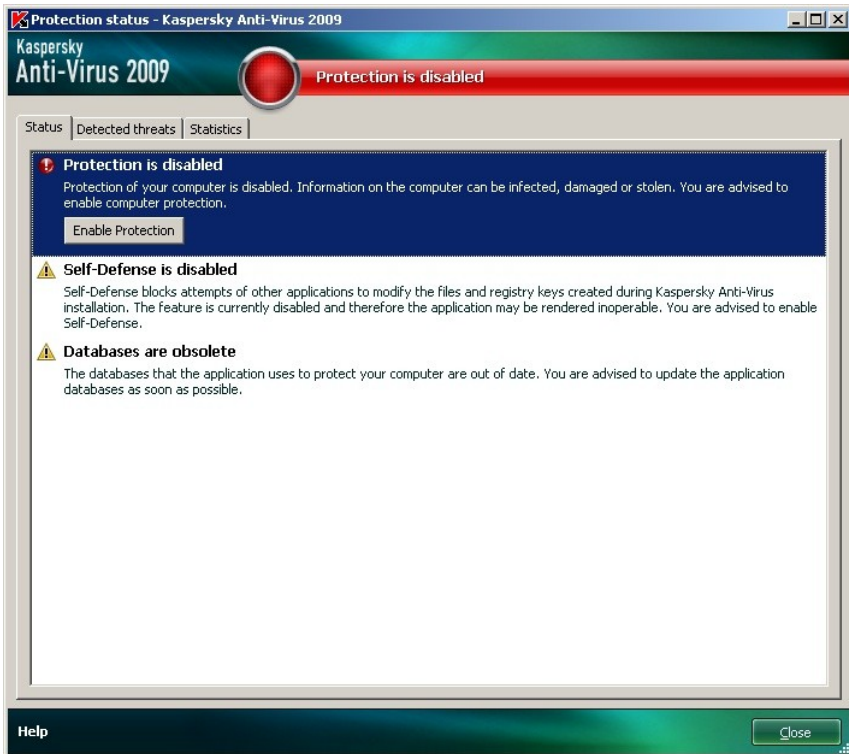 Protection status - Kaspersky Anti-Virus 2009
Kaspersky
Anti-Virus 2009
Protection is disabled
Status
Detected threats
Statistics
Protection is disabled
Protection of your computer is disabled. Information on the computer can be infected, damaged or stolen. You are advised to
enable computer protection.
Enable Protection
Self-Defense is disabled
Self-Defense blocks attempts of other applications to modify the files and registry keys created during Kaspersky Anti-Virus
installation. The feature is currently disabled and therefore the application may be rendered inoperable. You are advised to enable
Self-Defense.
Databases are obsolete
The databases that the application uses to protect your computer are out of date. You are advised to update the application
databases as soon as possible.
Help
Close